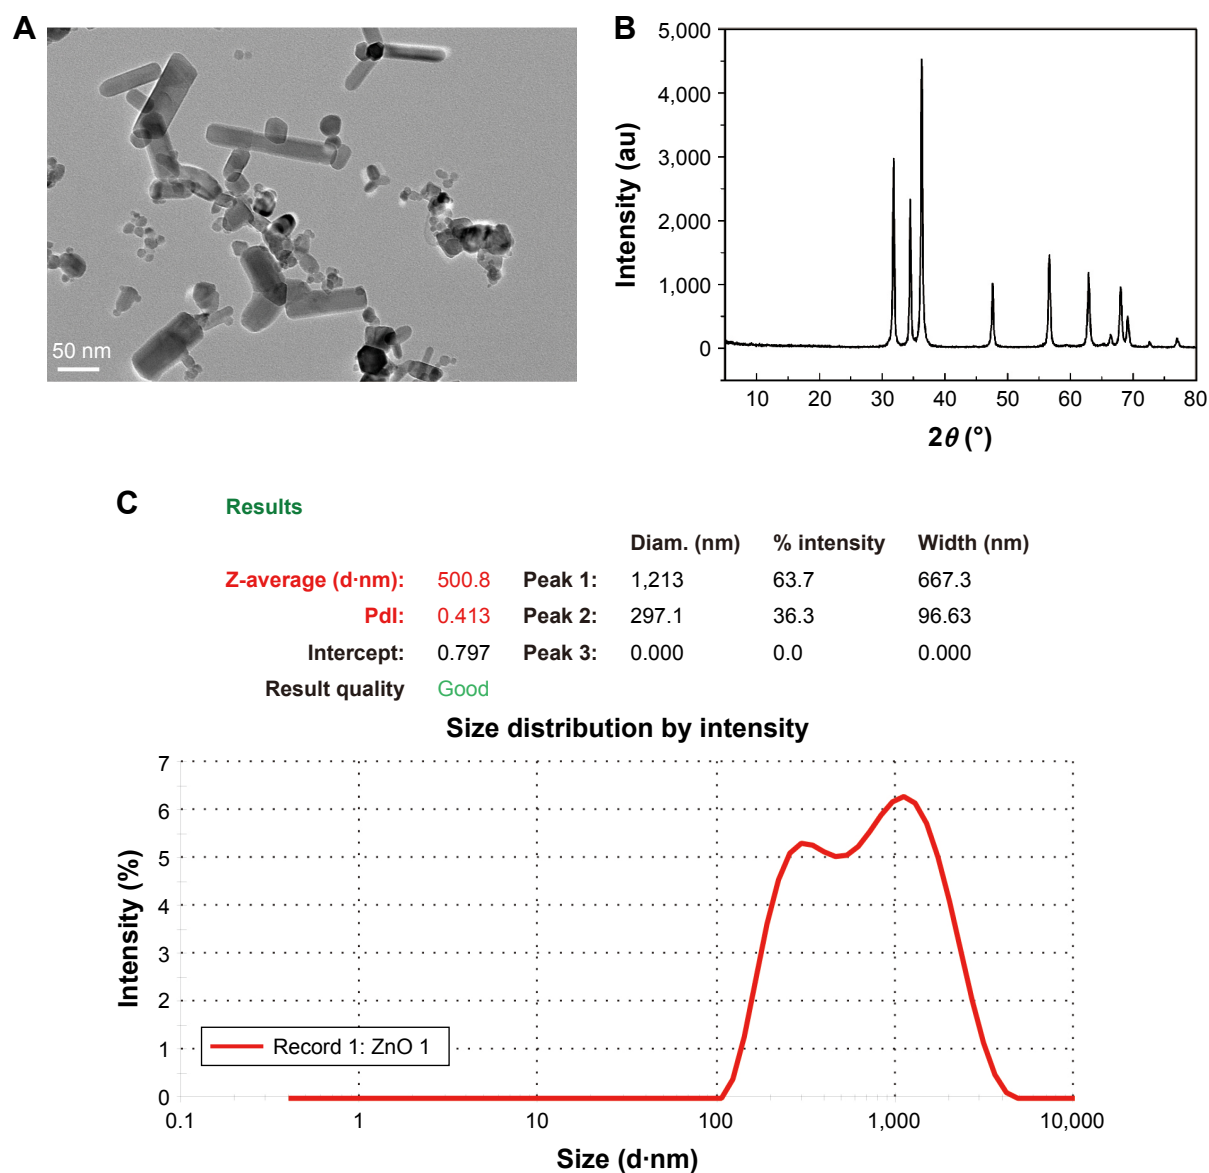 A
50 nm
B
5,000
4,000
3,000
2,000
1,000
0
Intensity (au)
10 20 30 40 50 60 70 80
2θ (°)
C
Results
Diam. (nm) % intensity Width (nm)
Z-average (d·nm): 500.8 Peak 1: 1,213 63.7 667.3
PdI: 0.413 Peak 2: 297.1 36.3 96.63
Intercept: 0.797 Peak 3: 0.000 0.0 0.000
Result quality Good
Size distribution by intensity
7
6
5
4
3
2
1
0
Intensity (%)
Record 1: ZnO 1
0.1 1 10 100 1,000 10,000
Size (d·nm)